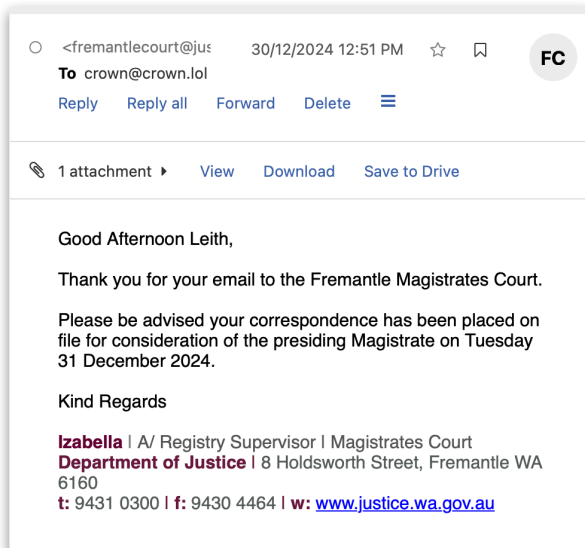 <fremantlecourt@jus 30/12/2024 12:51 PM
FC
To crown@crown.lol
Reply Reply all Forward Delete
1 attachment View Download Save to Drive
Good Afternoon Leith,
Thank you for your email to the Fremantle Magistrates Court.
Please be advised your correspondence has been placed on
file for consideration of the presiding Magistrate on Tuesday
31 December 2024.
Kind Regards
Izabella | A/ Registry Supervisor | Magistrates Court
Department of Justice | 8 Holdsworth Street, Fremantle WA
6160
t: 9431 0300 | f: 9430 4464 | w: www.justice.wa.gov.au